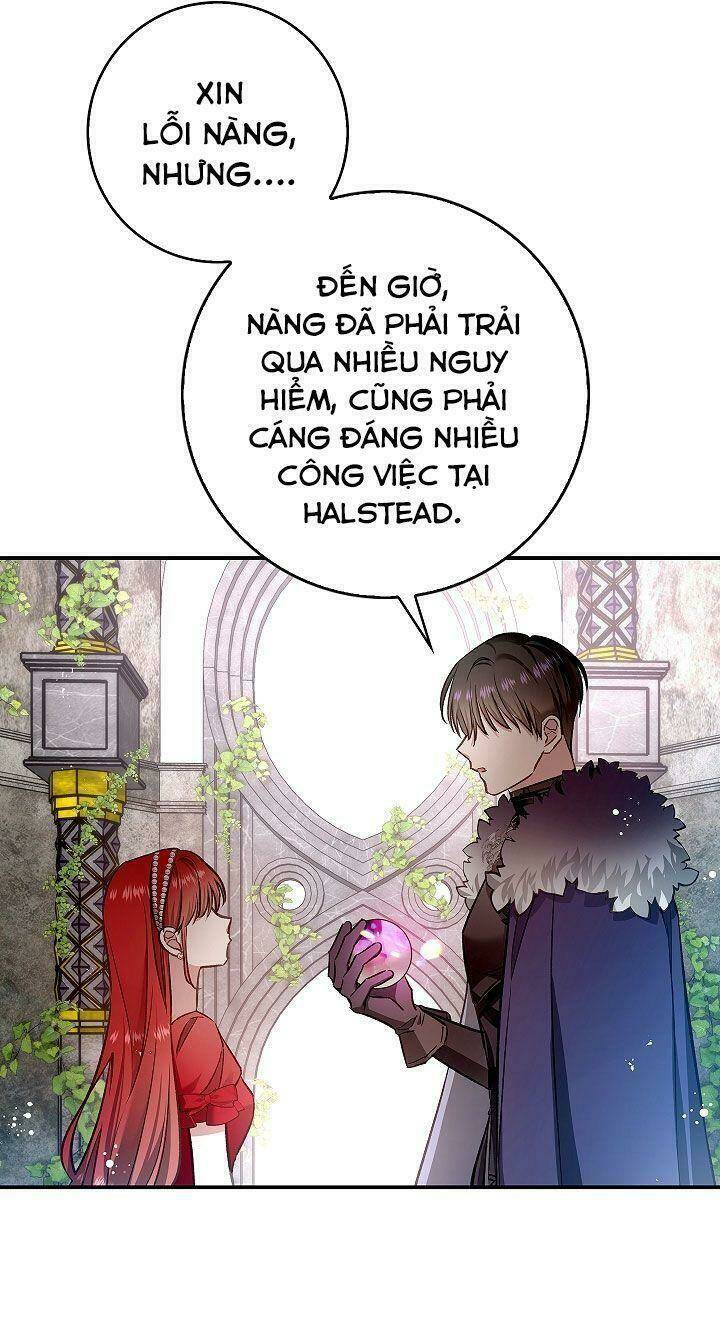 XIN
LỖI NÀNG,
NHƯNG....
ĐẾN GIỜ,
NÀNG ĐÃ PHẢI TRẢI
QUA NHIỀU NGUY
HIỂM, CŨNG PHẢI
CÁNG ĐÁNG NHIỀU
CÔNG VIỆC TẠI
HALSTEAD.